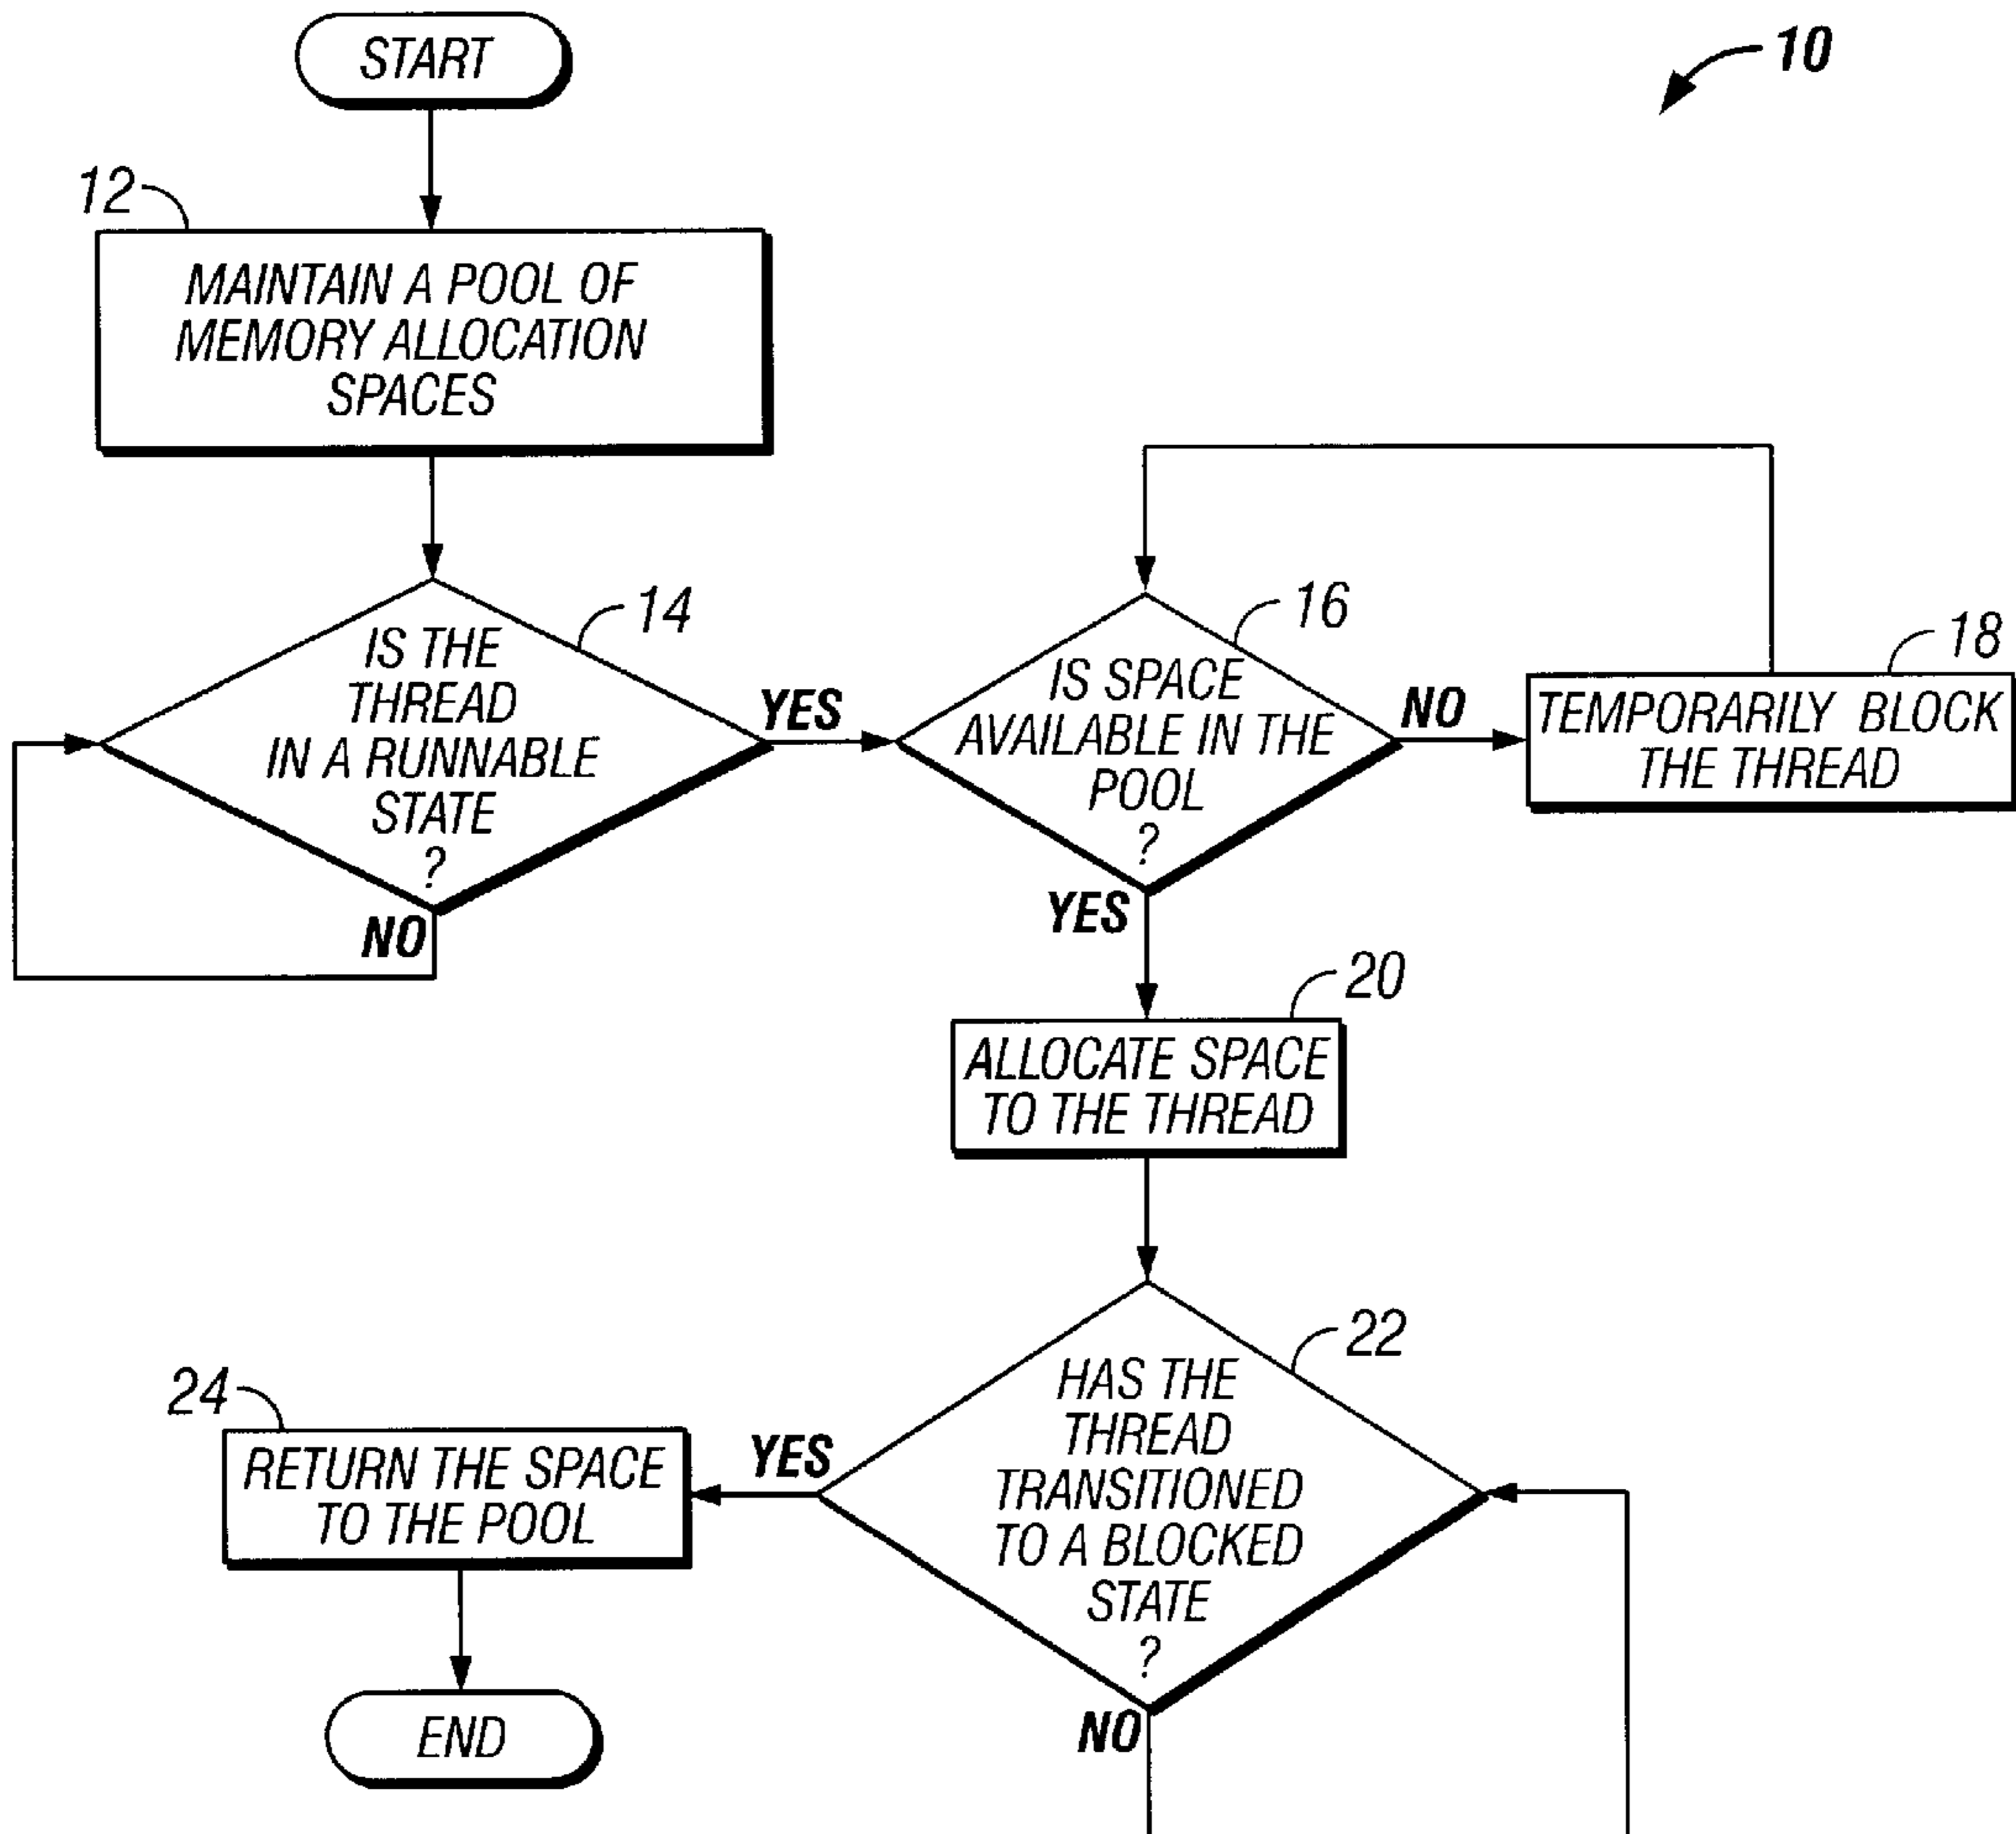 START
10
12
MAINTAIN A POOL OF
MEMORY ALLOCATION
SPACES
14
IS THE
THREAD
IN A RUNNABLE
STATE
?
YES
NO
16
IS SPACE
AVAILABLE IN THE
POOL
?
NO
YES
18
TEMPORARILY BLOCK
THE THREAD
20
ALLOCATE SPACE
TO THE THREAD
22
HAS THE
THREAD
TRANSITIONED
TO A BLOCKED
STATE
?
YES
NO
24
RETURN THE SPACE
TO THE POOL
END